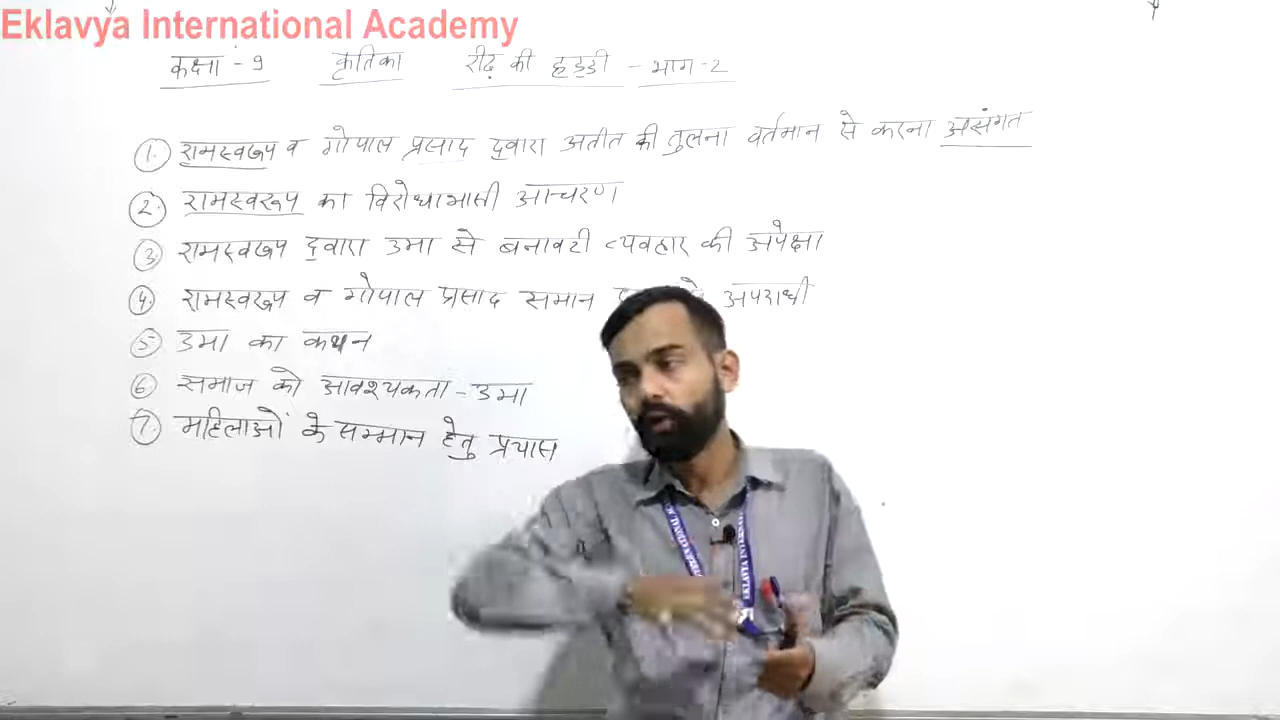 Eklavya International Academy
कक्षा - 9 कृतिका रीढ़ की हड्डी - भाग-2
1. रामस्वरूप व गोपाल प्रसाद द्वारा अतीत की तुलना वर्तमान से करना असंगत
2. रामस्वरूप का विरोधाभासी आचरण
3. रामस्वरूप द्वारा उमा से बनावटी व्यवहार की अपेक्षा
4 रामस्वरूप व गोपाल प्रसाद समान अपराधी
5 उमा का कथन
6 समाज को आवश्यकता - उमा
7. महिलाओं के सम्मान हेतु प्रयास
EKLAVYA INTERNAT